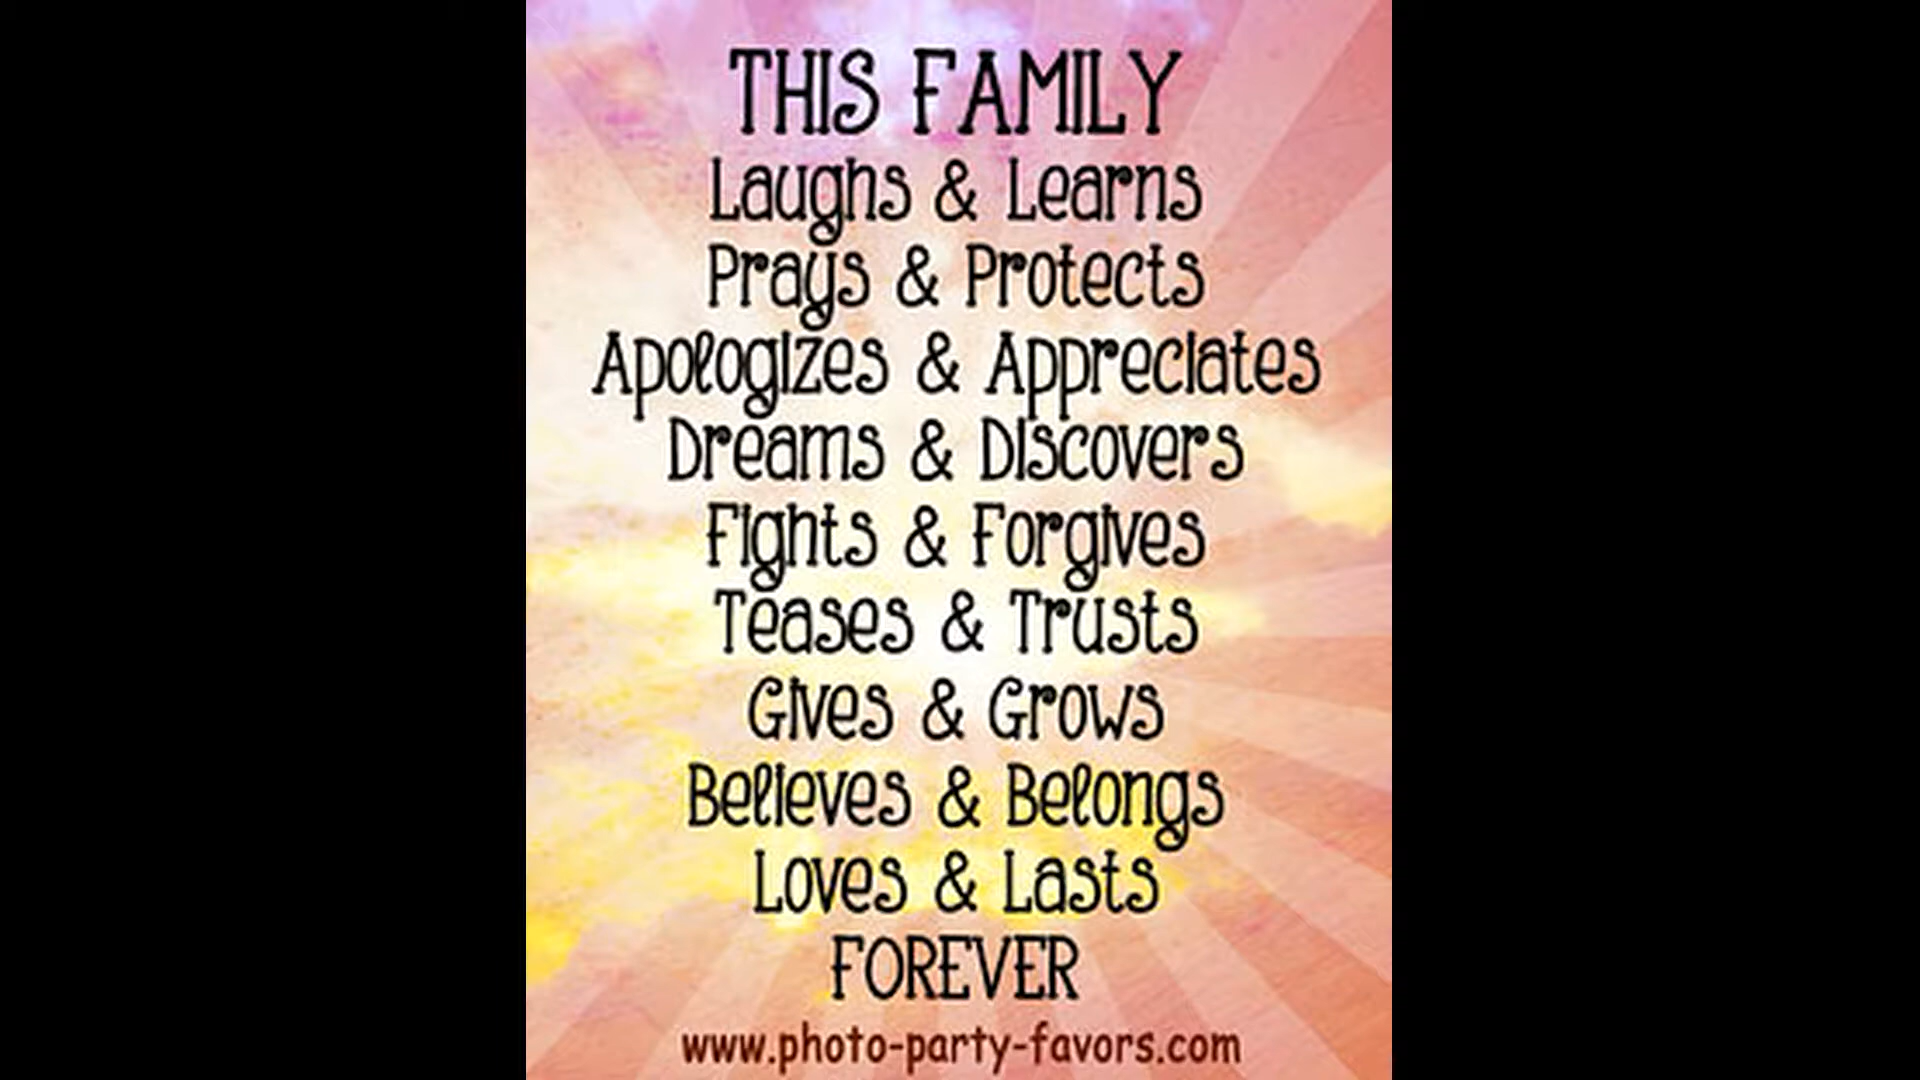 THIS FAMILY
Laughs & Learns
Prays & Protects
Apologizes & Appreciates
Dreams & Discovers
Fights & Forgives
Teases & Trusts
Gives & Grows
Believes & Belongs
Loves & Lasts
FOREVER
www.photo-party-favors.com